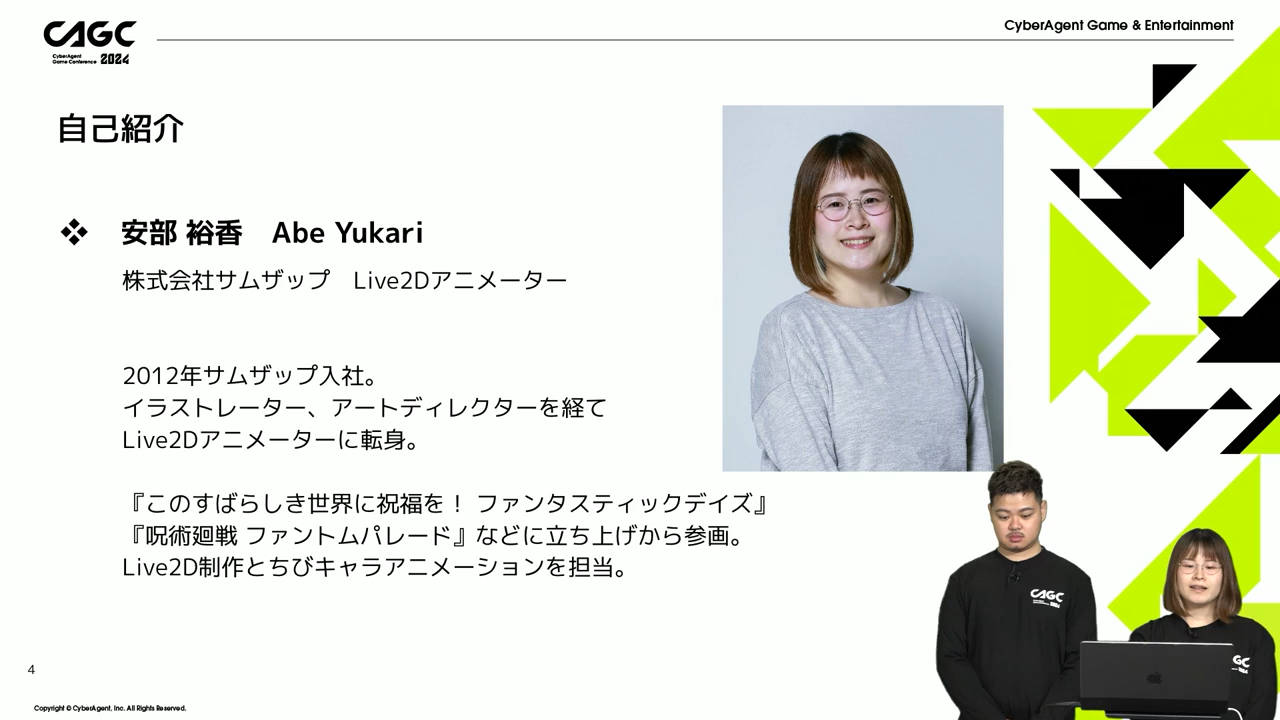 CAGC
CyberAgent
Game Conference 2024
CyberAgent Game & Entertainment
自己紹介
❖ 安部 裕香 Abe Yukari
株式会社サムザップ Live2Dアニメーター
2012年サムザップ入社。
イラストレーター、アートディレクターを経て
Live2Dアニメーターに転身。
『このすばらしき世界に祝福を！ ファンタスティックデイズ』
『呪術廻戦 ファントムパレード』などに立ち上げから参画。
Live2D制作とちびキャラアニメーションを担当。
CAGC
GC
4
Copyright © CyberAgent, Inc. All Rights Reserved.